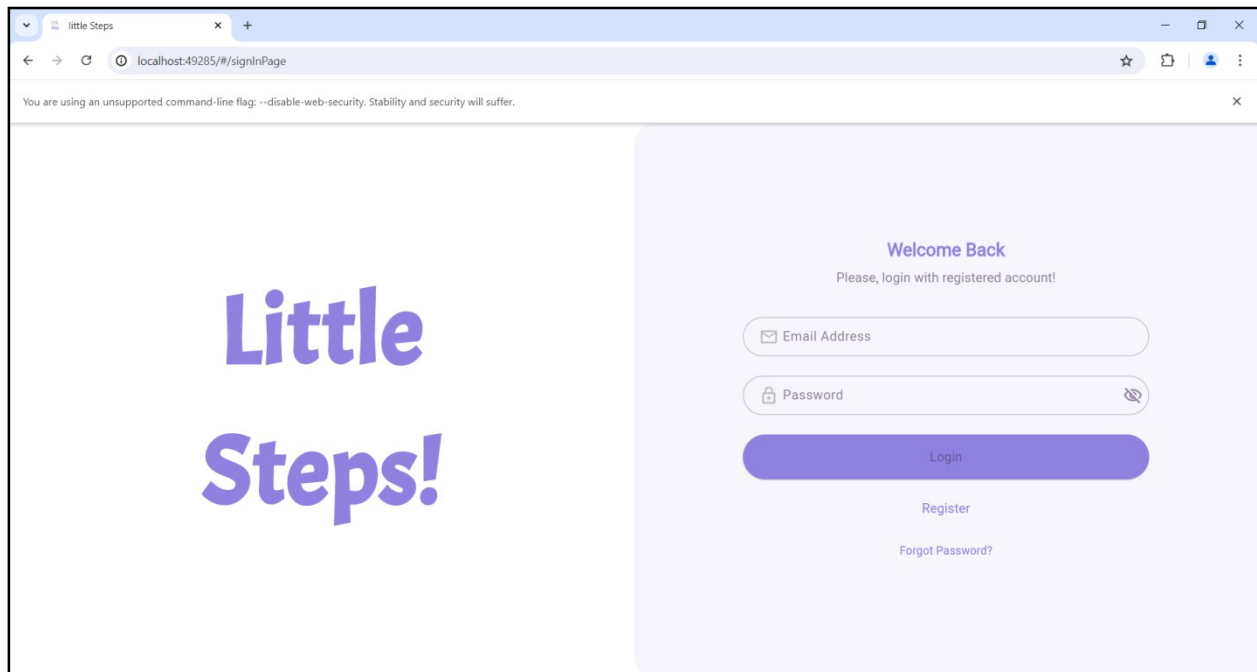 little Steps
localhost:49285/#/signInPage
You are using an unsupported command-line flag: --disable-web-security. Stability and security will suffer.
Little
Steps!
Welcome Back
Please, login with registered account!
Email Address
Password
Login
Register
Forgot Password?